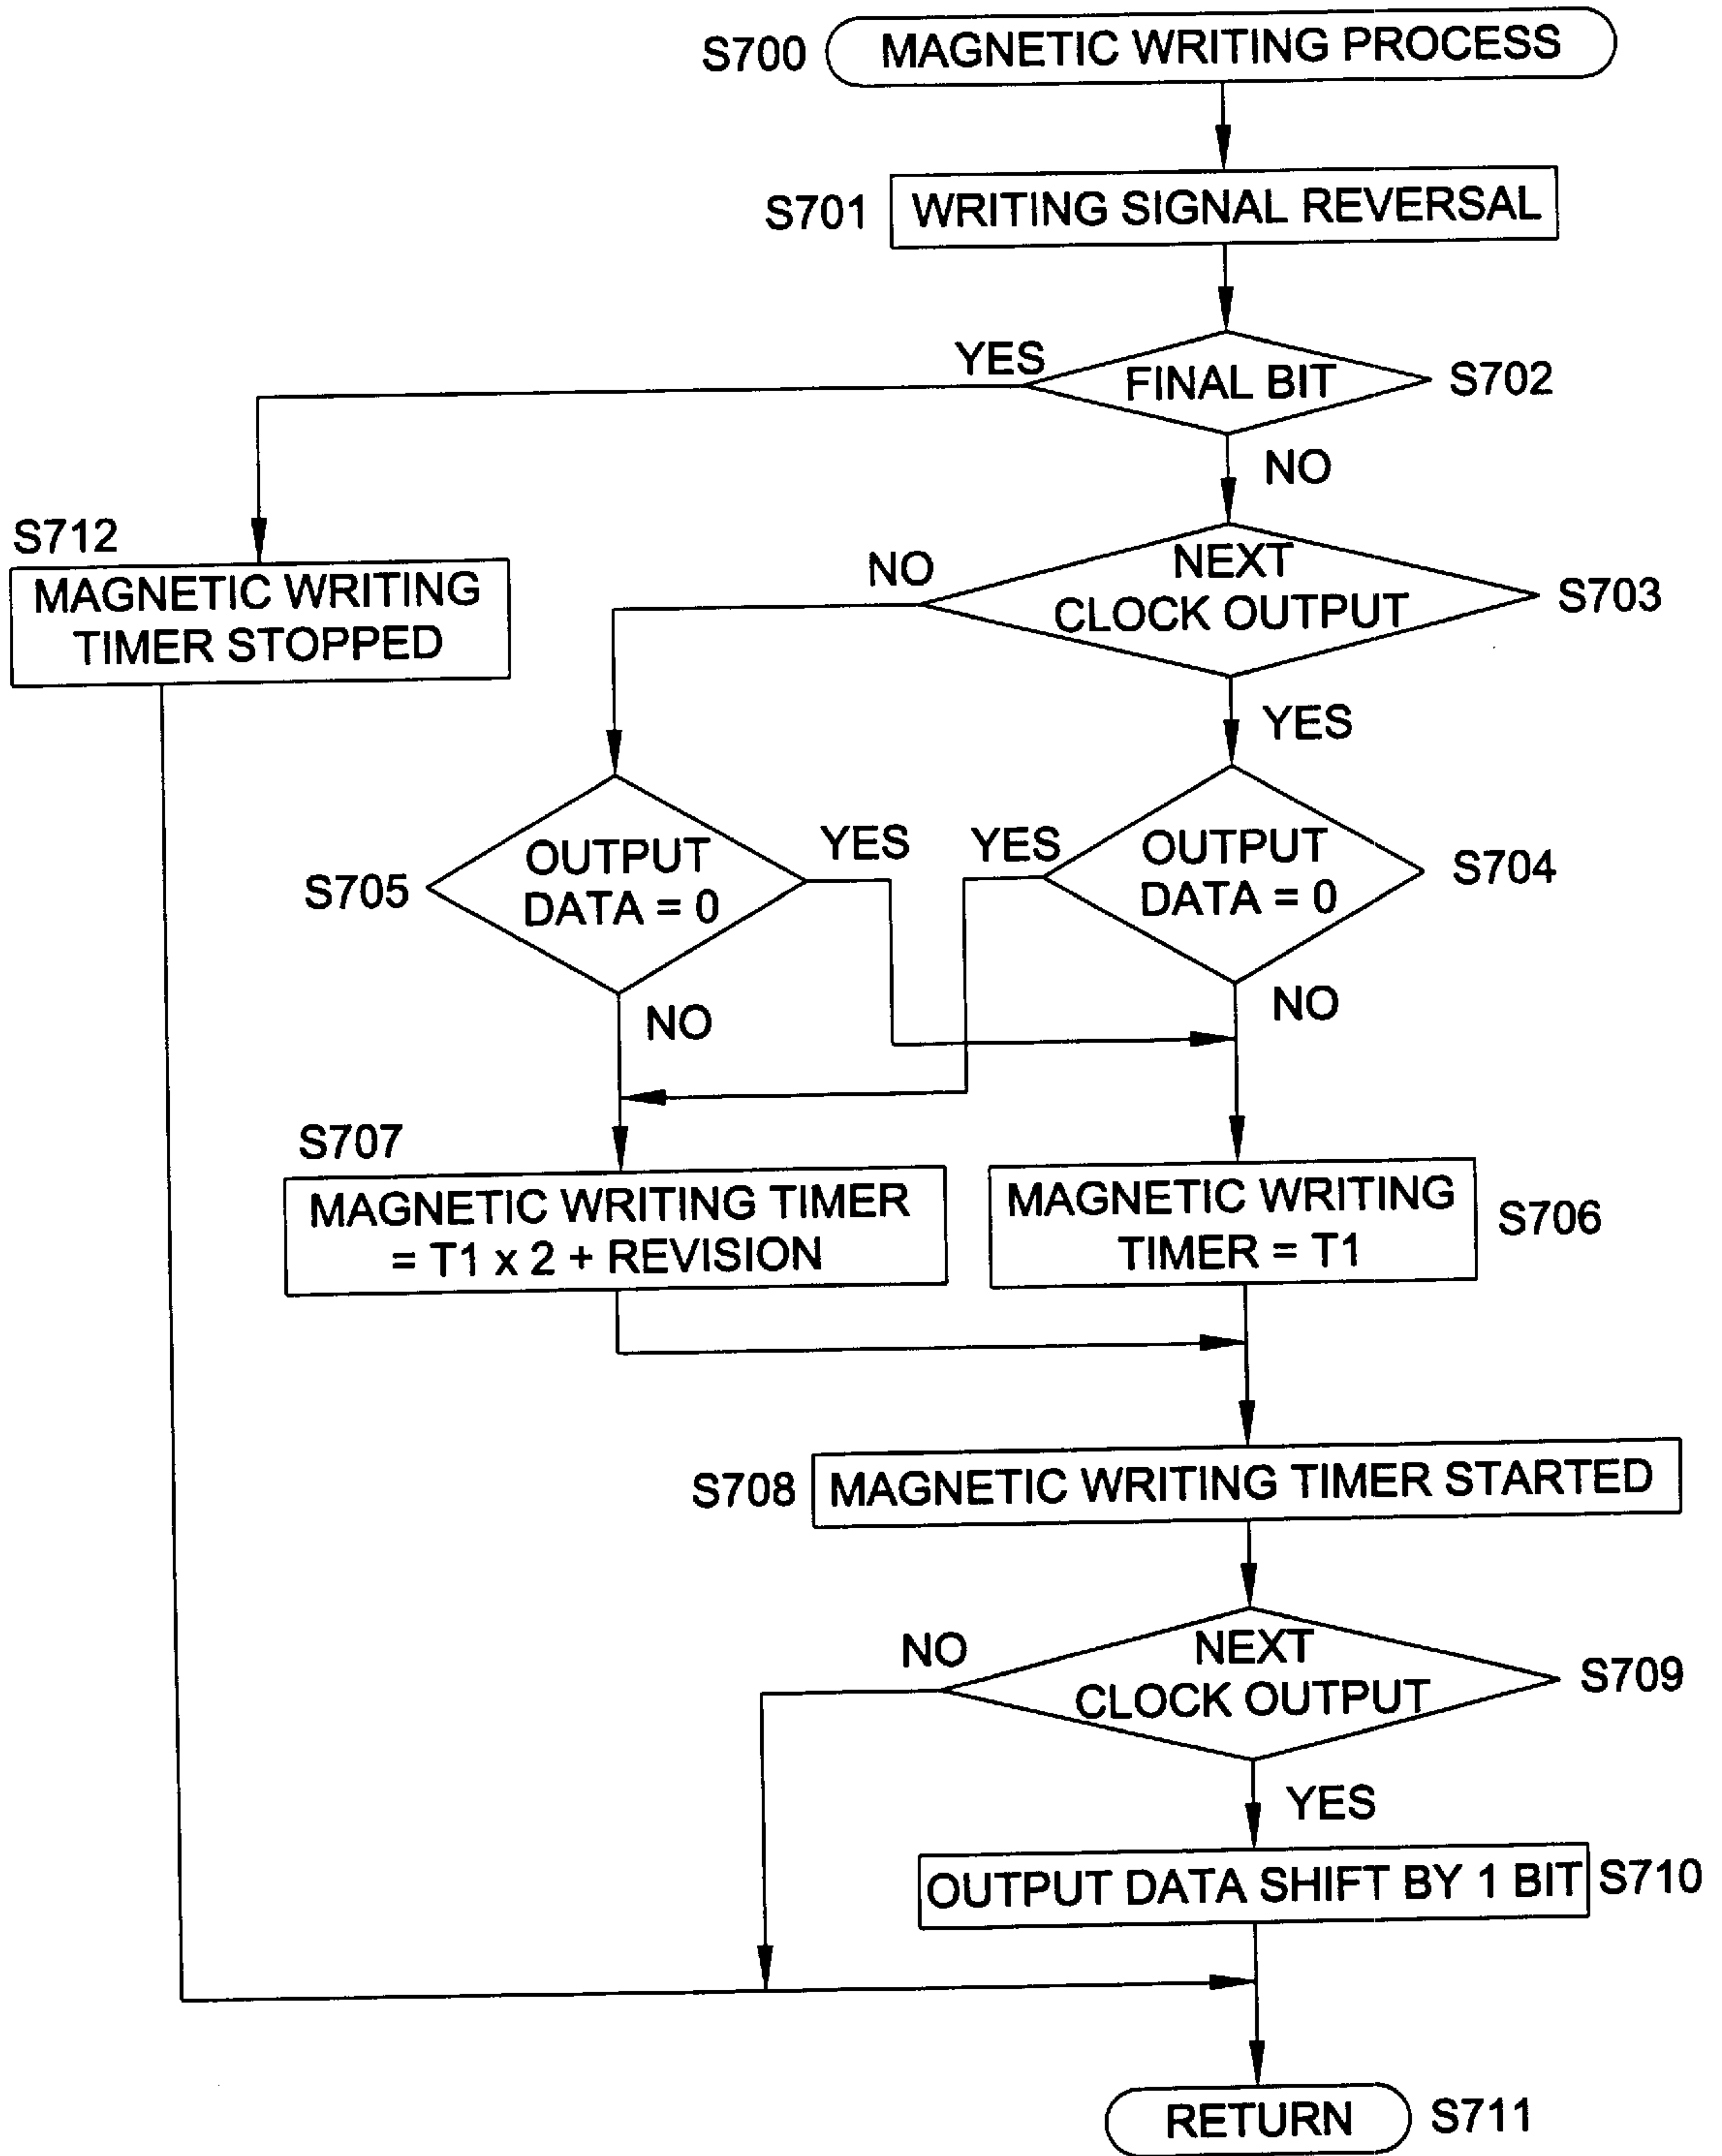 S700
MAGNETIC WRITING PROCESS
S701
WRITING SIGNAL REVERSAL
YES
FINAL BIT
S702
NO
S712
MAGNETIC WRITING
TIMER STOPPED
NO
NEXT
CLOCK OUTPUT
S703
YES
S705
OUTPUT
DATA = 0
YES
YES
OUTPUT
DATA = 0
S704
NO
NO
S707
MAGNETIC WRITING TIMER
= T1 x 2 + REVISION
MAGNETIC WRITING
TIMER = T1
S706
S708
MAGNETIC WRITING TIMER STARTED
NO
NEXT
CLOCK OUTPUT
S709
YES
OUTPUT DATA SHIFT BY 1 BIT
S710
RETURN
S711